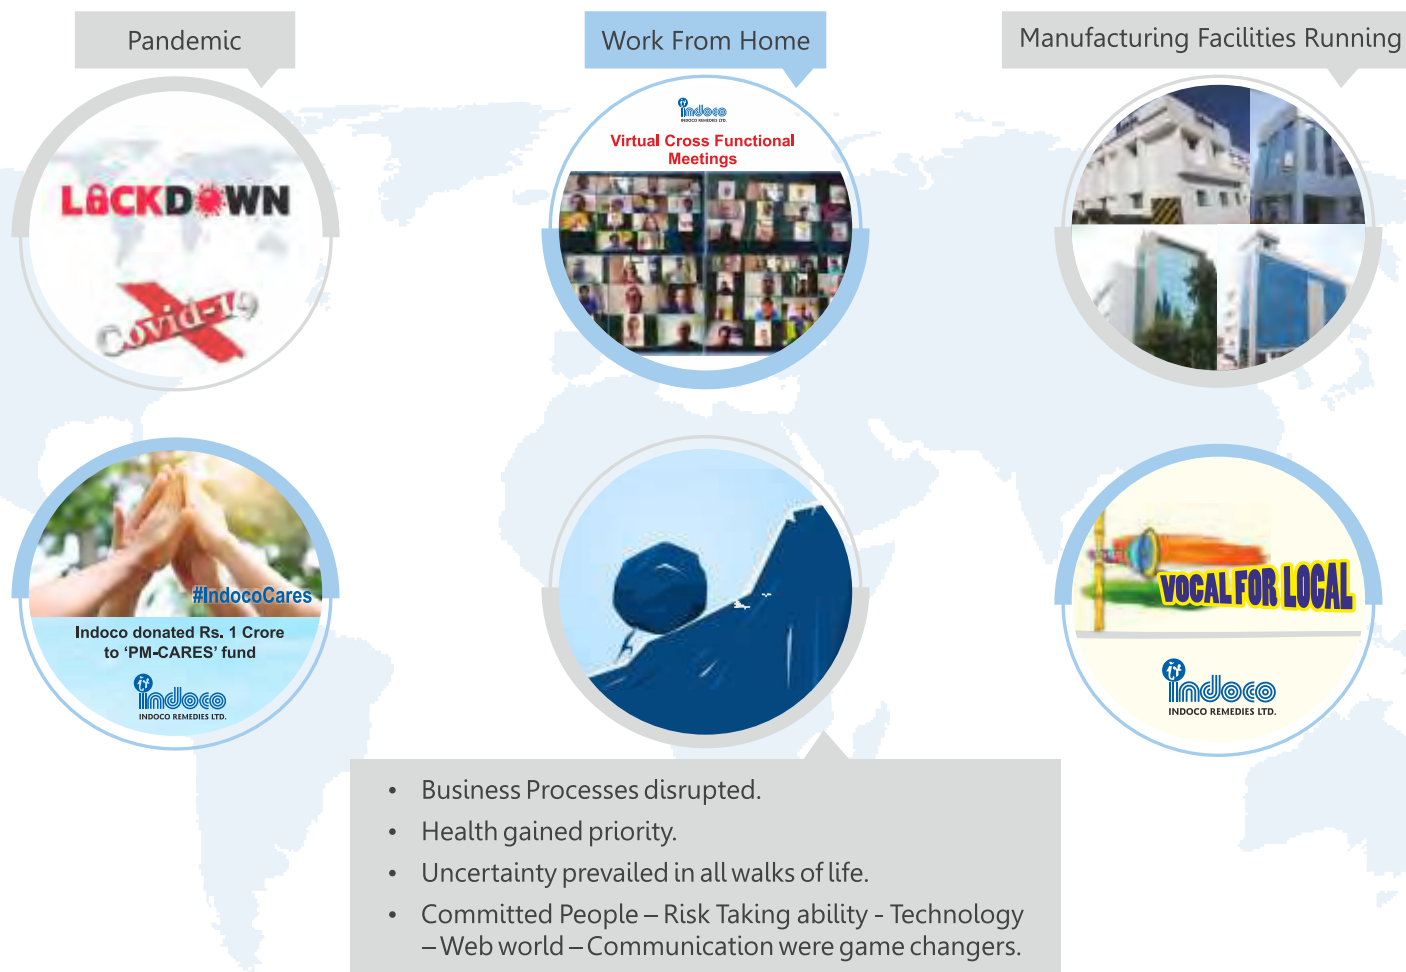 Pandemic
Work From Home
Manufacturing Facilities Running
LOCKDOWN
Covid-19
indoco
INDOCO REMEDIES LTD.
Virtual Cross Functional
Meetings
#IndocoCares
Indoco donated Rs. 1 Crore
to ‘PM-CARES’ fund
indoco
INDOCO REMEDIES LTD.
VOCAL FOR LOCAL
indoco
INDOCO REMEDIES LTD.
• Business Processes disrupted.
• Health gained priority.
• Uncertainty prevailed in all walks of life.
• Committed People – Risk Taking ability - Technology
– Web world – Communication were game changers.